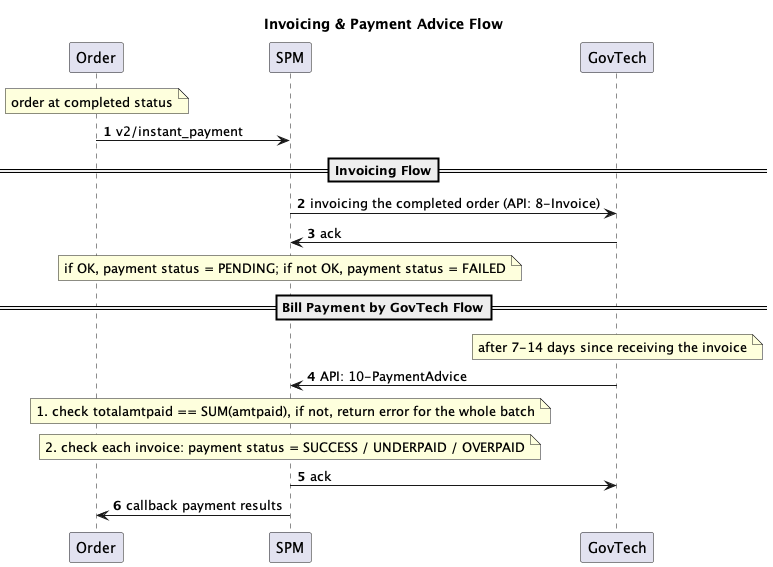 Invoicing & Payment Advice Flow
Order SPM GovTech
order at completed status
1 v2/instant_payment
Invoicing Flow
2 invoicing the completed order (API: 8-Invoice)
3 ack
if OK, payment status = PENDING; if not OK, payment status = FAILED
Bill Payment by GovTech Flow
after 7-14 days since receiving the invoice
4 API: 10-PaymentAdvice
1. check totalamtpaid == SUM(amtpaid), if not, return error for the whole batch
2. check each invoice: payment status = SUCCESS / UNDERPAID / OVERPAID
5 ack
6 callback payment results
Order SPM GovTech